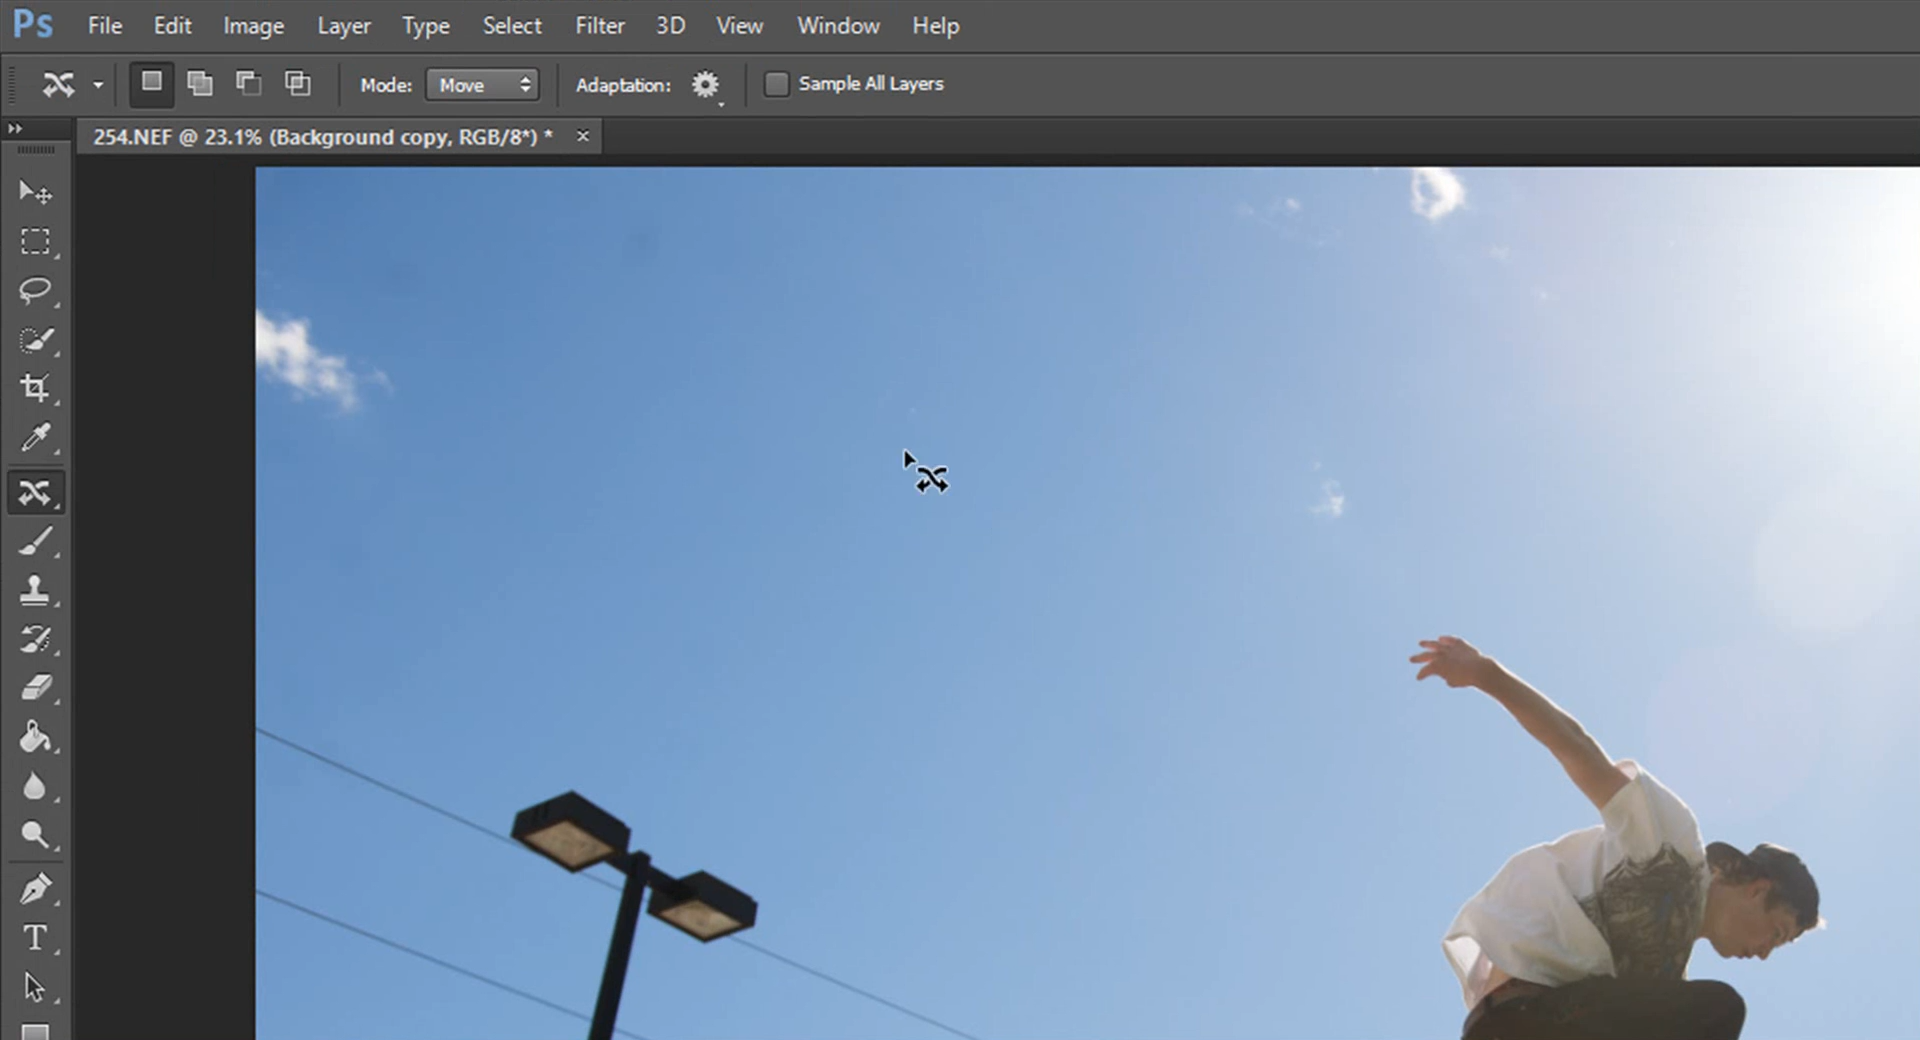 Ps File Edit Image Layer Type Select Filter 3D View Window Help
Mode: Move Adaptation: Sample All Layers
254.NEF @ 23.1% (Background copy, RGB/8*) * ×
T